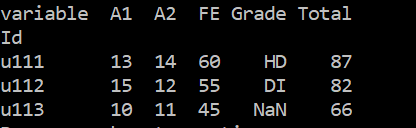 variable A1 A2 FE Grade Total
Id
u111 13 14 60 HD 87
u112 15 12 55 DI 82
u113 10 11 45 NaN 66